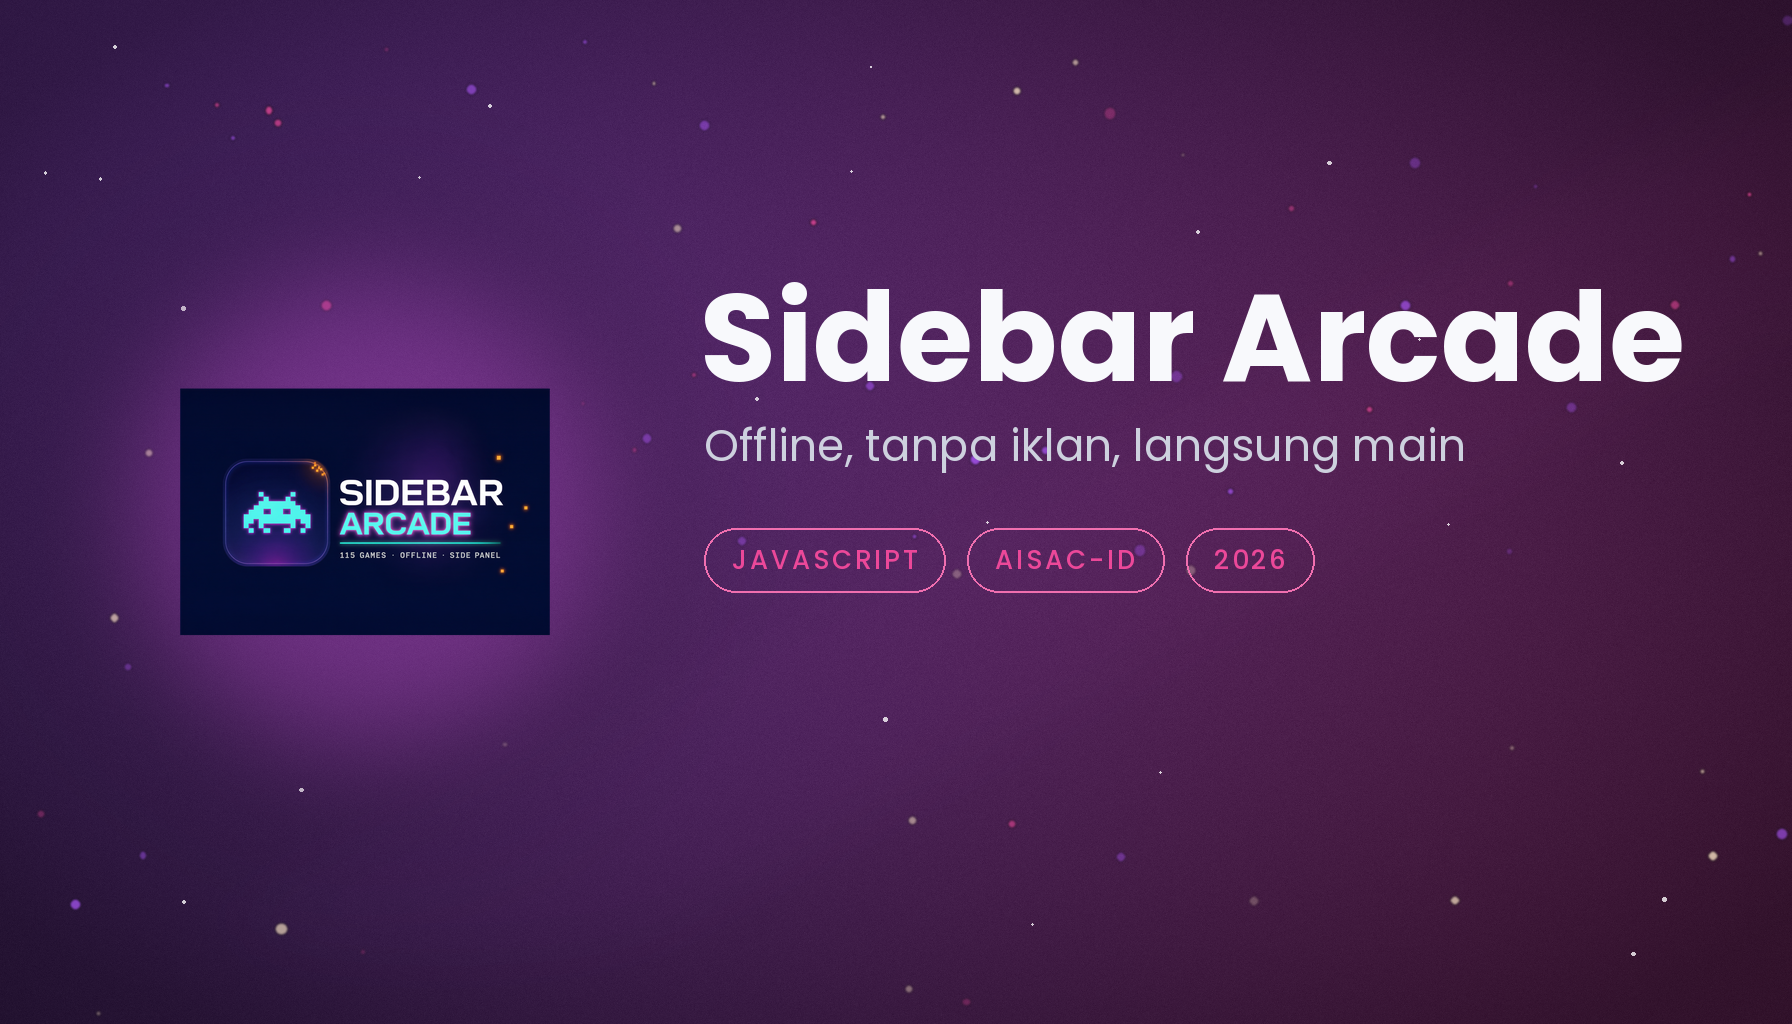 Sidebar Arcade
Offline, tanpa iklan, langsung main
JAVASCRIPT
AISAC-ID
2026
SIDEBAR
ARCADE
115 GAMES · OFFLINE · SIDE PANEL